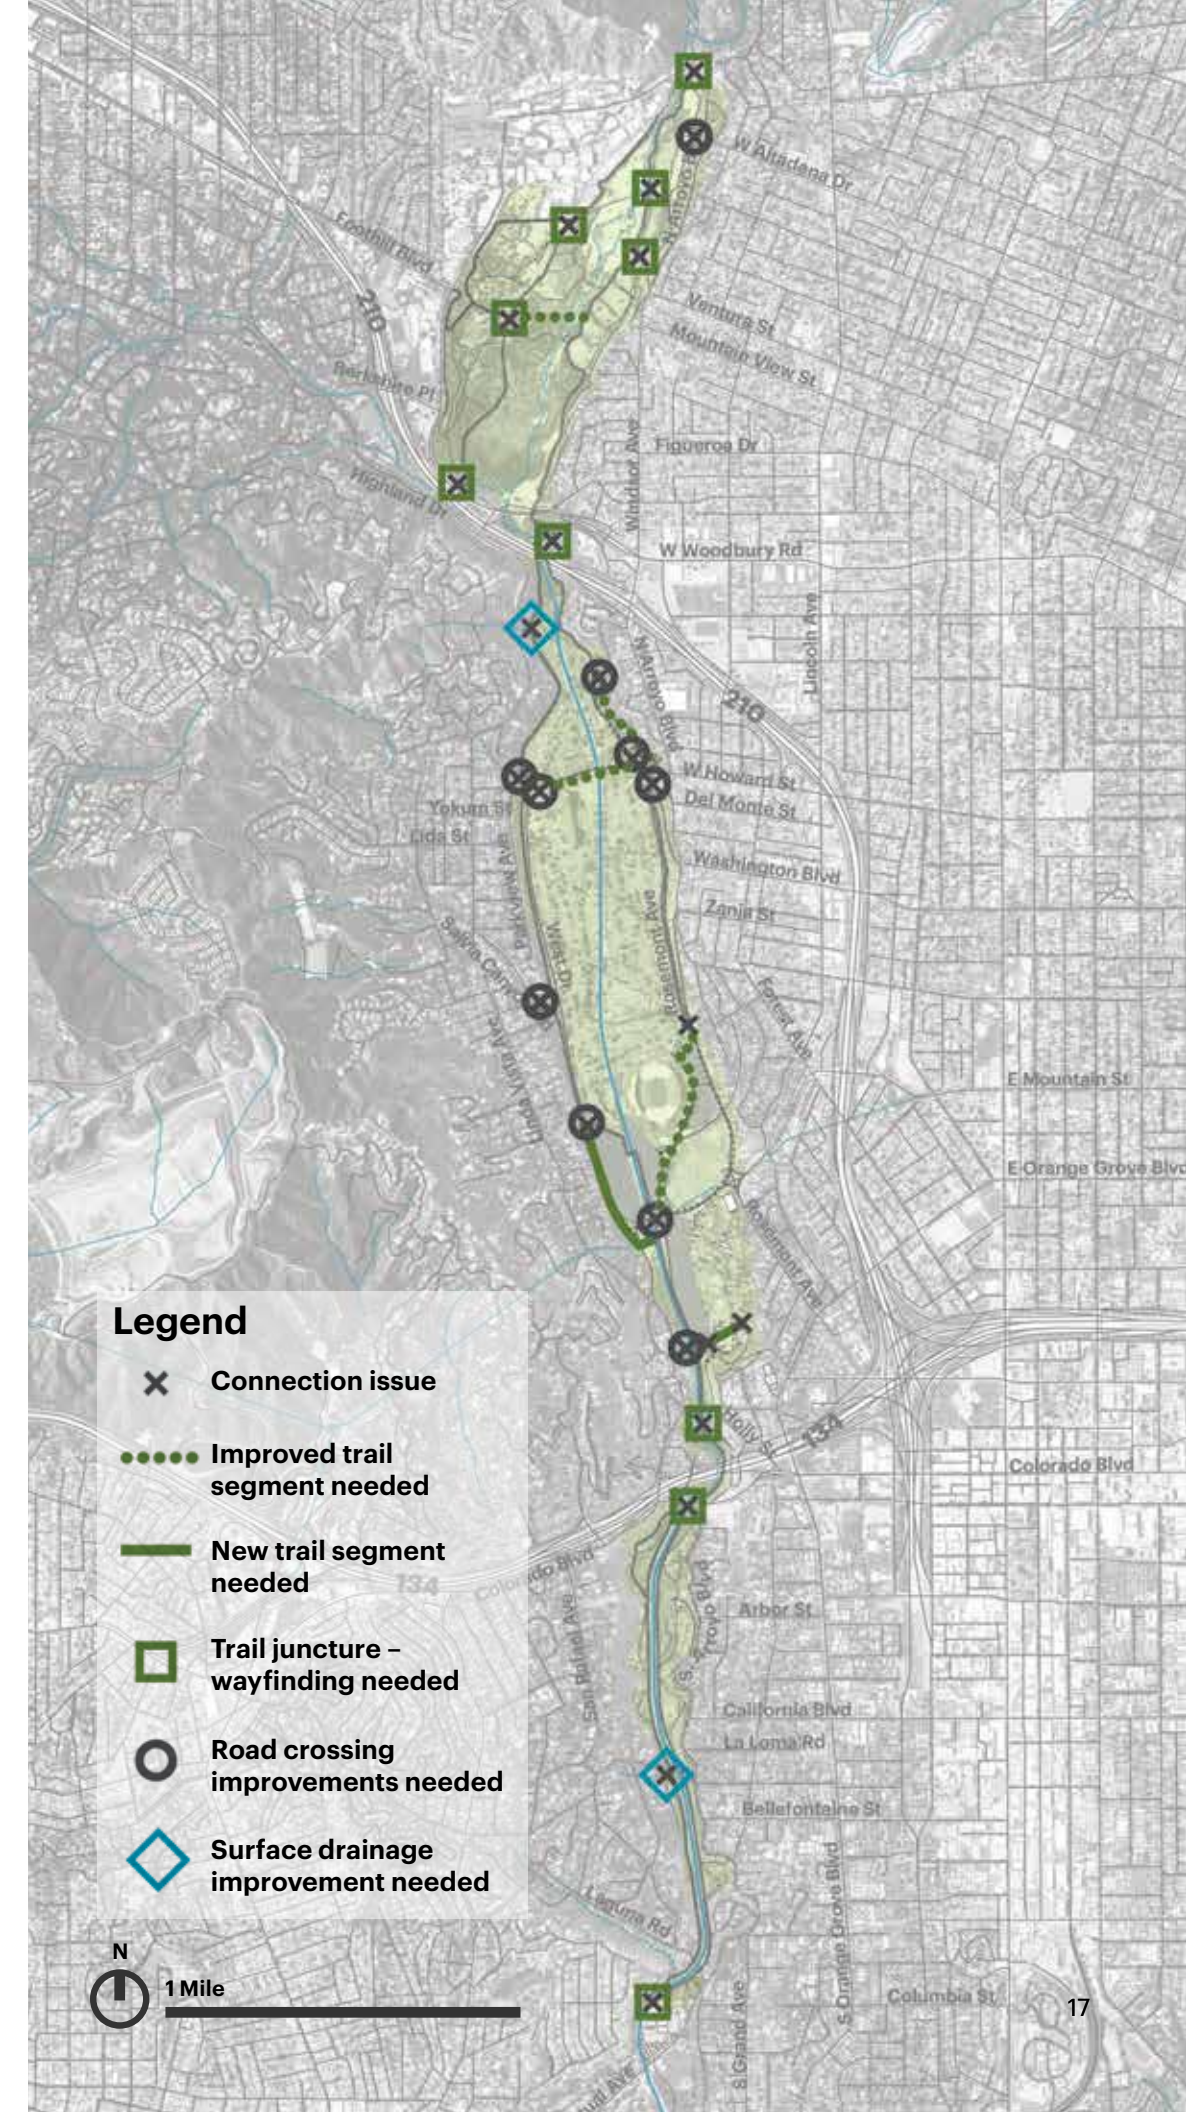 W Altadena Dr
N Arroyo
Foothill Blvd
210
Ventura St
Mountain View St
Berkshire Pl
Windsor Ave
Figueroa Dr
Highland Dr
W Woodbury Rd
Lincoln Ave
N Arroyo Blvd
210
W Howard St
Del Monte St
Yokum St
Lida St
Parkview Ave
Washington Blvd
Zanja St
Rosemont Ave
West Dr
Salvia Canyon
Forest Ave
Linda Vista Ave
E Mountain St
E Orange Grove Blvd
Rosemont Ave
Legend
Connection issue
Improved trail
segment needed
New trail segment
needed
Trail juncture –
wayfinding needed
Road crossing
improvements needed
Surface drainage
improvement needed
Holly St
134
Colorado Blvd
134
San Rafael Ave
Arbor St
California Blvd
La Loma Rd
Bellefontaine St
S Orange Grove Blvd
Laguna Rd
S Grand Ave
Columbia St
N
1 Mile
17